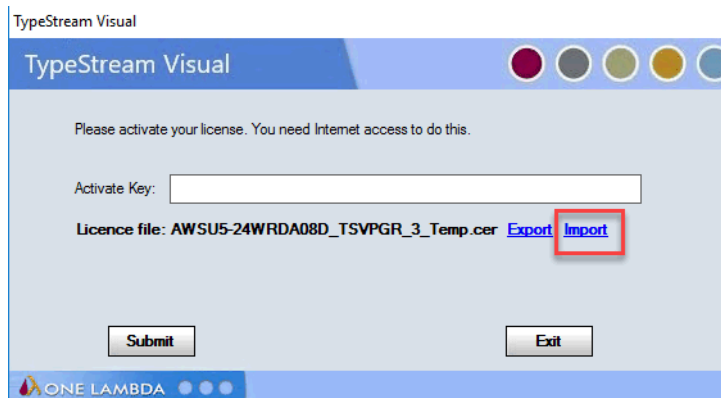 TypeStream Visual
TypeStream Visual
Please activate your license. You need Internet access to do this.
Activate Key:
Licence file: AWSU5-24WRDA08D_TSVPGR_3_Temp.cer Export Import
Submit Exit
ONE LAMBDA